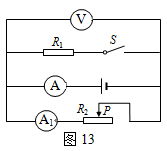 V
R₁ S
A
A₁ R₂ P
图 13